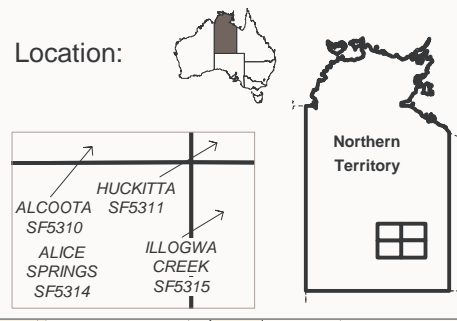 Location:
Northern
Territory
HUCKITTA
SF5311
ALCOOTA
SF5310
ALICE
SPRINGS
SF5314
ILLOGWA
CREEK
SF5315